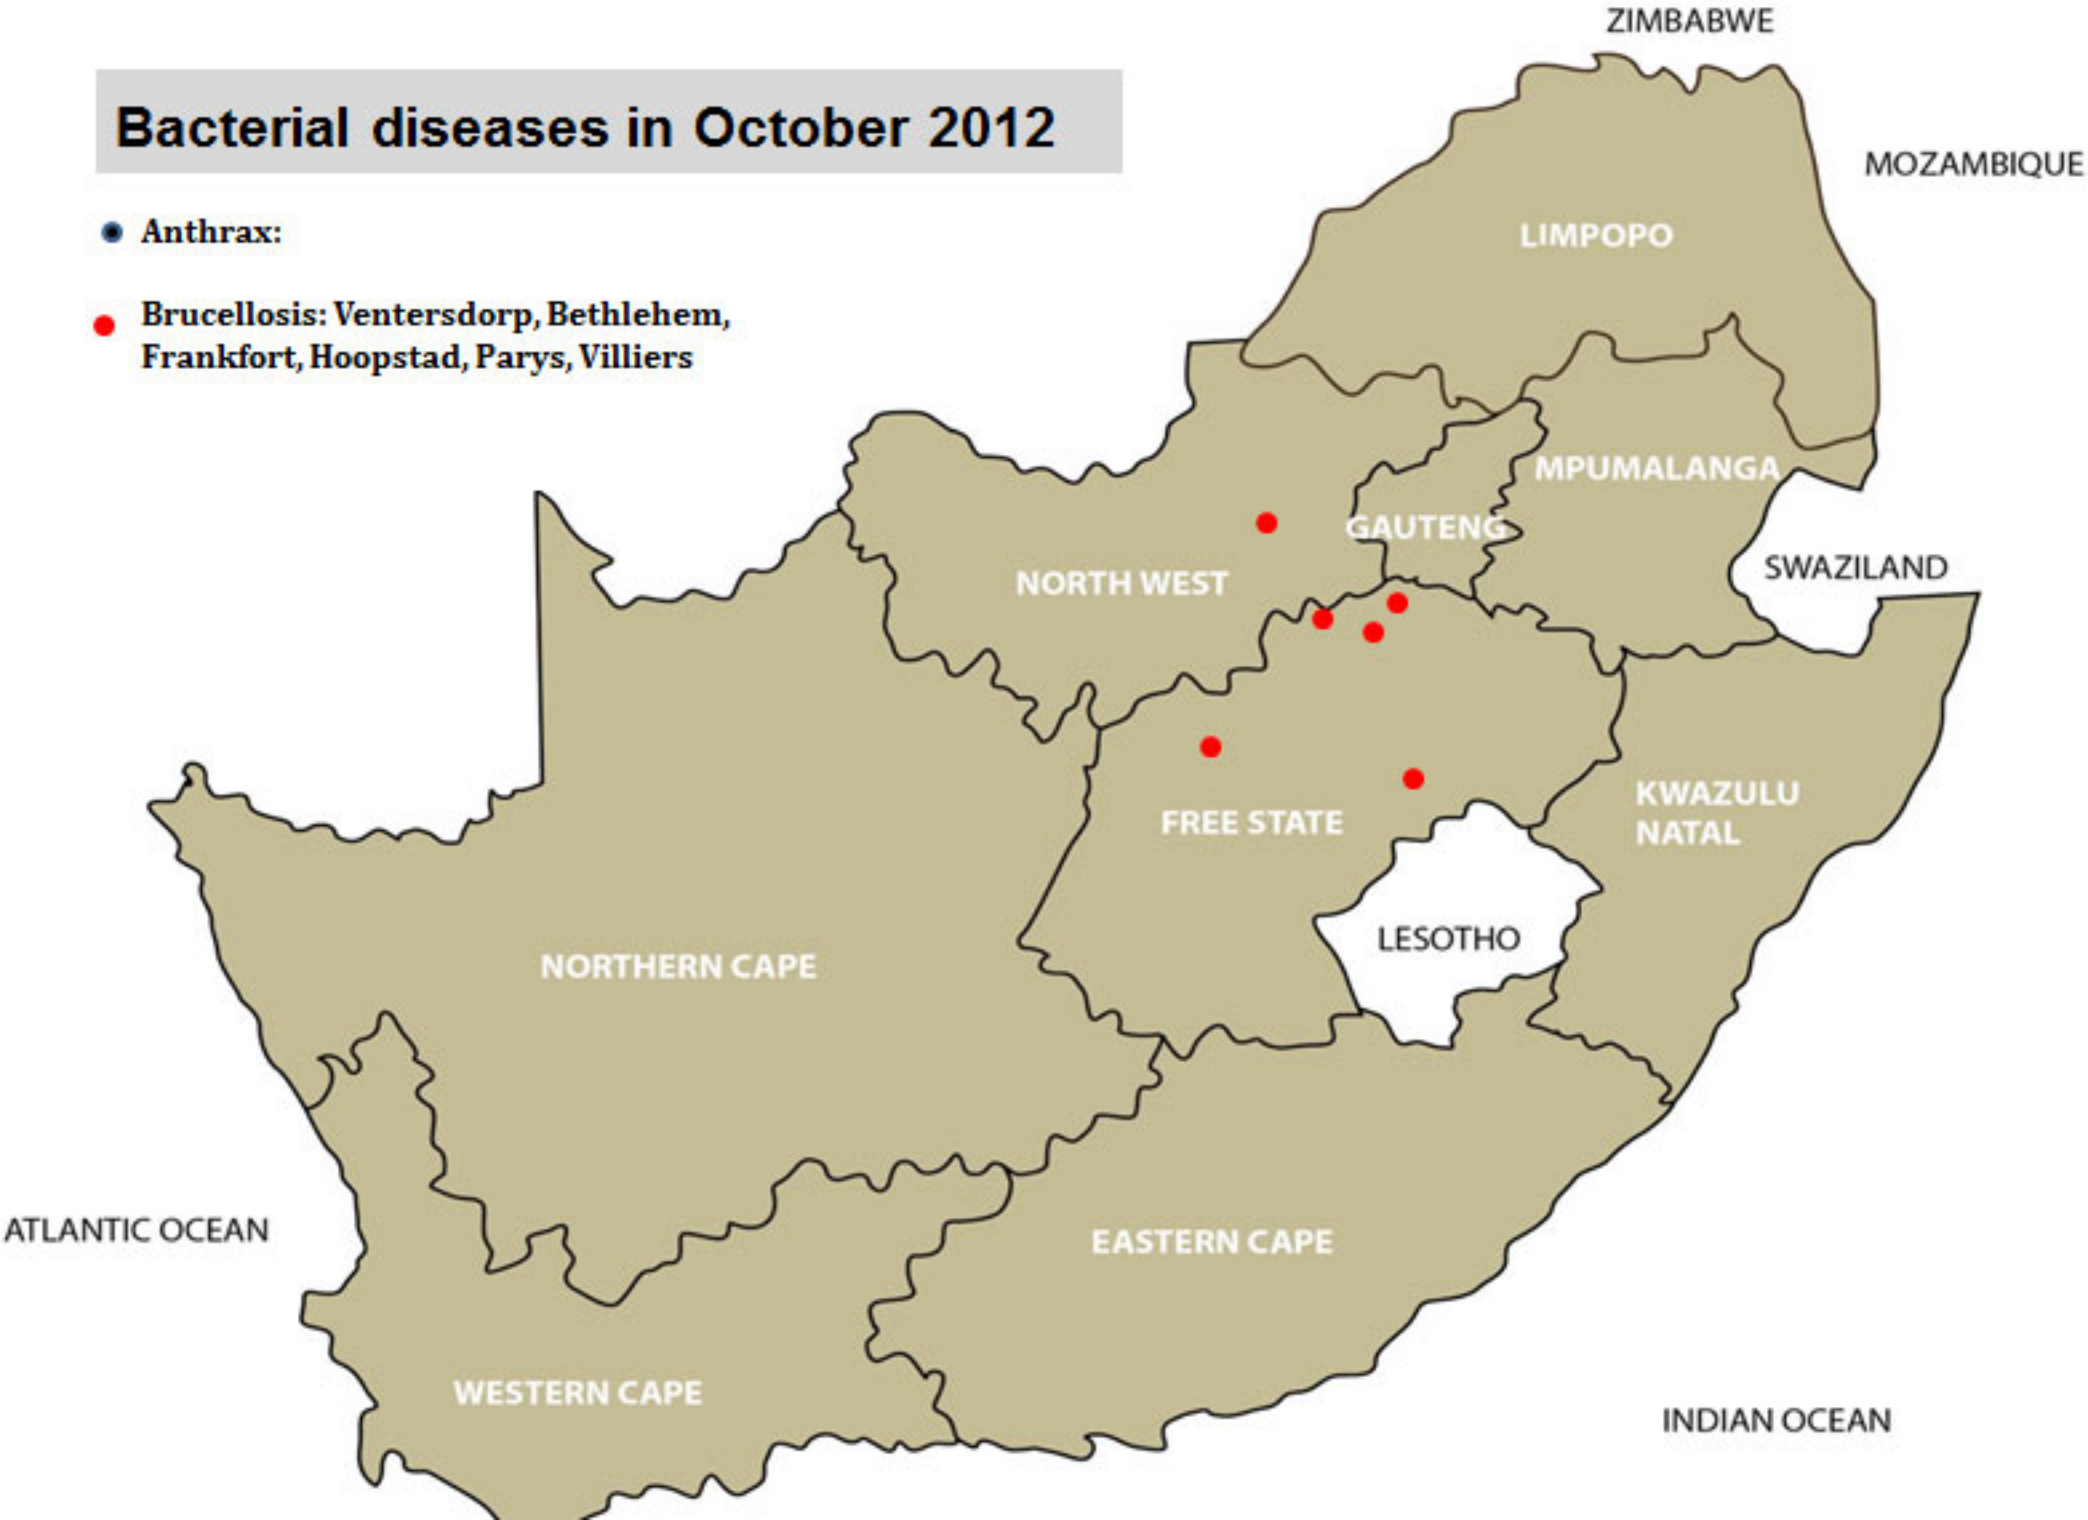 ZIMBABWE
Bacterial diseases in October 2012
MOZAMBIQUE
Anthrax:
LIMPOPO
Brucellosis: Ventersdorp, Bethlehem,
Frankfort, Hoopstad, Parys, Villiers
MPUMALANGA
GAUTENG
SWAZILAND
NORTH WEST
KWAZULU
NATAL
FREE STATE
LESOTHO
NORTHERN CAPE
ATLANTIC OCEAN
EASTERN CAPE
WESTERN CAPE
INDIAN OCEAN